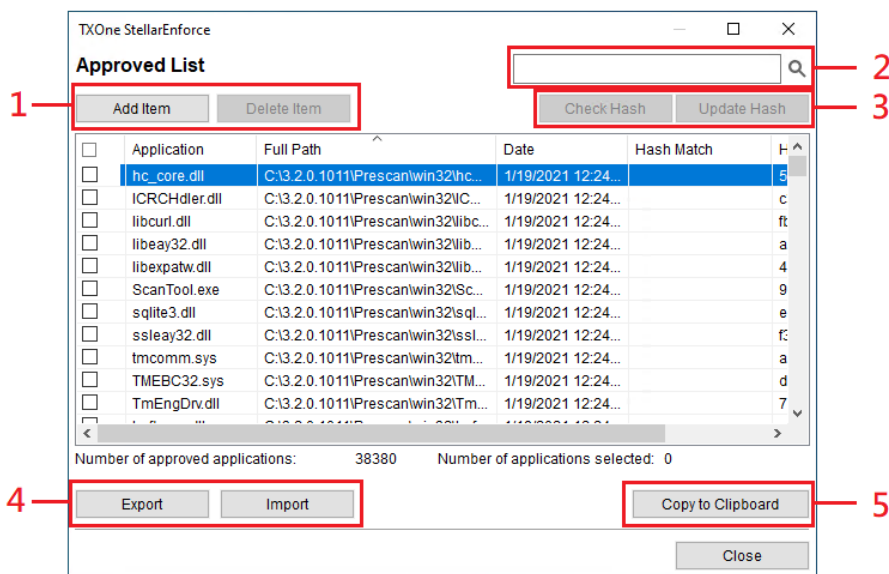 TXOne StellarEnforce
Approved List
2
1
Add Item Delete Item Check Hash Update Hash
3
Application Full Path Date Hash Match H
hc_core.dll C:\3.2.0.1011\Prescan\win32\hc... 1/19/2021 12:24... 5
ICRCHdler.dll C:\3.2.0.1011\Prescan\win32\IC... 1/19/2021 12:24... c
libcurl.dll C:\3.2.0.1011\Prescan\win32\libc... 1/19/2021 12:24... fb
libeay32.dll C:\3.2.0.1011\Prescan\win32\lib... 1/19/2021 12:24... a
libexpatw.dll C:\3.2.0.1011\Prescan\win32\lib... 1/19/2021 12:24... 4
ScanTool.exe C:\3.2.0.1011\Prescan\win32\Sc... 1/19/2021 12:24... 9
sqlite3.dll C:\3.2.0.1011\Prescan\win32\sql... 1/19/2021 12:24... e
ssleay32.dll C:\3.2.0.1011\Prescan\win32\ssl... 1/19/2021 12:24... f3
tmcomm.sys C:\3.2.0.1011\Prescan\win32\tm... 1/19/2021 12:24... a
TMEBC32.sys C:\3.2.0.1011\Prescan\win32\TM... 1/19/2021 12:24... d
TmEngDrv.dll C:\3.2.0.1011\Prescan\win32\Tm... 1/19/2021 12:24... 7
Number of approved applications: 38380 Number of applications selected: 0
4 Export Import Copy to Clipboard 5
Close